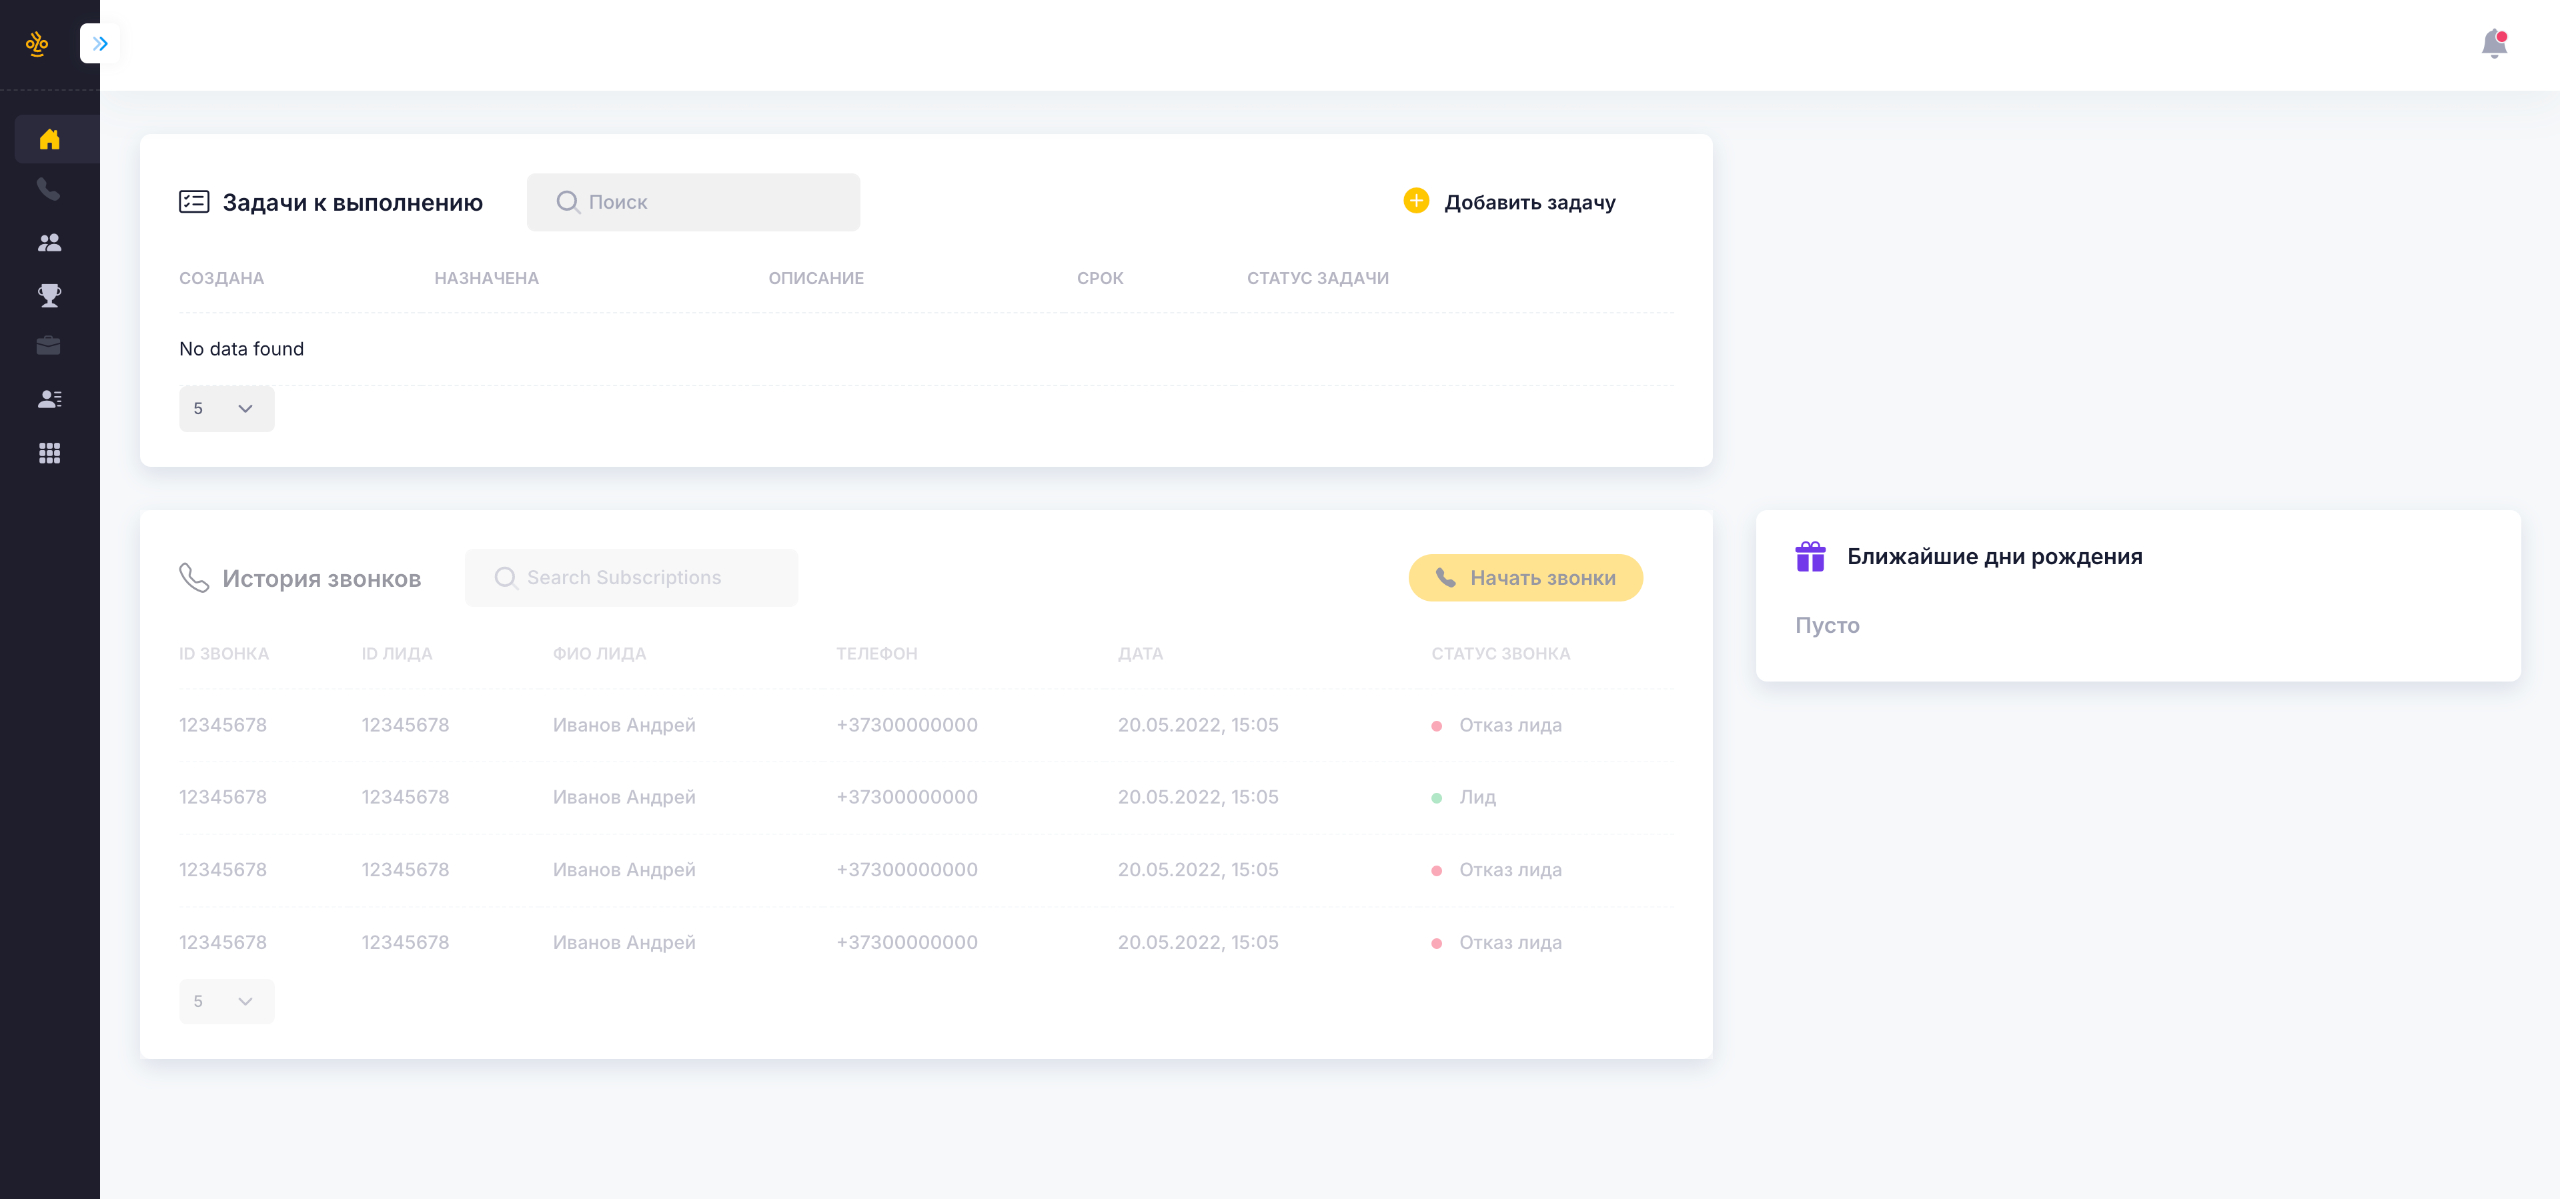 Задачи к выполнению
Поиск
Добавить задачу
СОЗДАНА НАЗНАЧЕНА ОПИСАНИЕ СРОК СТАТУС ЗАДАЧИ
No data found
5
История звонков
Search Subscriptions
Начать звонки
ID ЗВОНКА ID ЛИДА ФИО ЛИДА ТЕЛЕФОН ДАТА СТАТУС ЗВОНКА
12345678 12345678 Иванов Андрей +37300000000 20.05.2022, 15:05 Отказ лида
12345678 12345678 Иванов Андрей +37300000000 20.05.2022, 15:05 Лид
12345678 12345678 Иванов Андрей +37300000000 20.05.2022, 15:05 Отказ лида
12345678 12345678 Иванов Андрей +37300000000 20.05.2022, 15:05 Отказ лида
5
Ближайшие дни рождения
Пусто